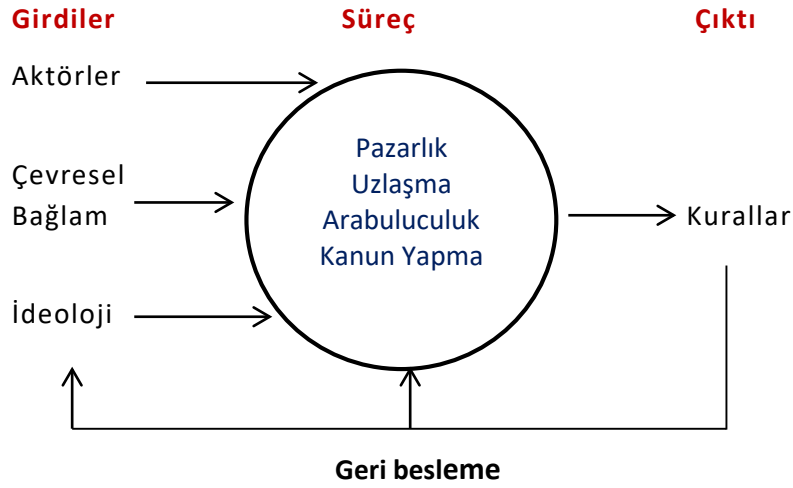 Girdiler Süreç Çıktı
Aktörler
Çevresel
Bağlam
İdeoloji
Pazarlık
Uzlaşma
Arabuluculuk
Kanun Yapma
Kurallar
Geri besleme